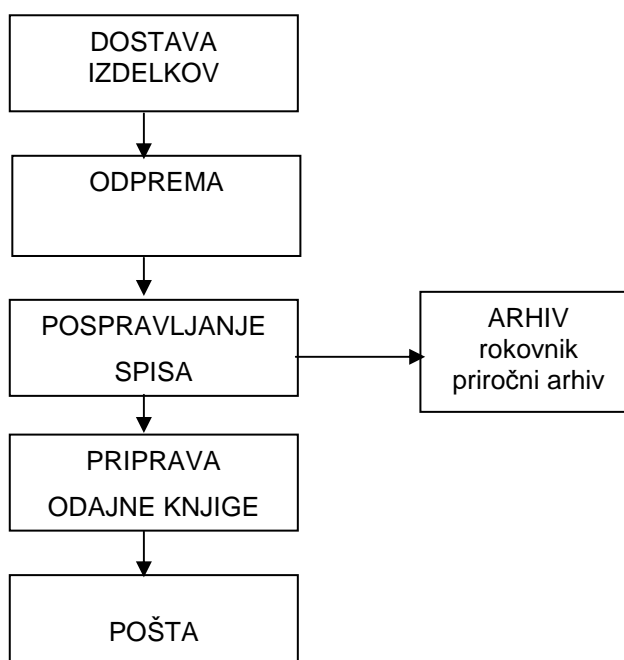 DOSTAVA
IZDELKOV
ODPREMA
POSPRAVLJANJE
SPISA
ARHIV
rokovnik
priročni arhiv
PRIPRAVA
ODAJNE KNJIGE
POŠTA